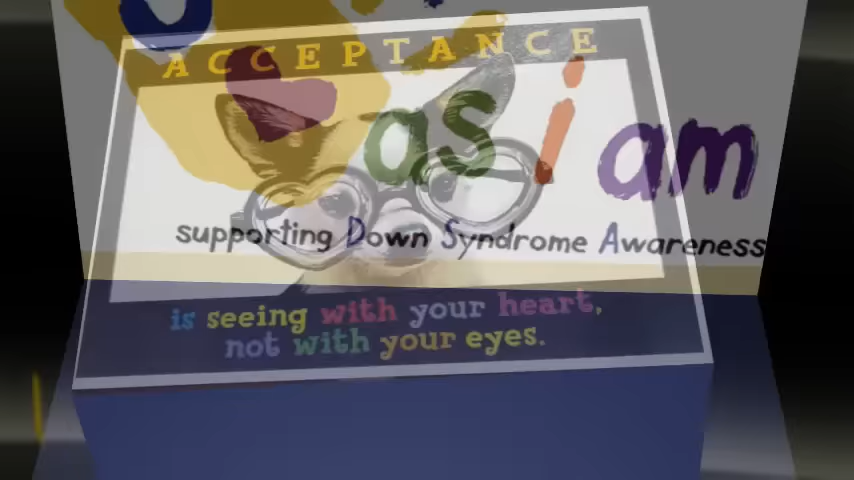 ACCEPTANCE
as i am
supporting Down Syndrome Awareness
is seeing with your heart,
not with your eyes.